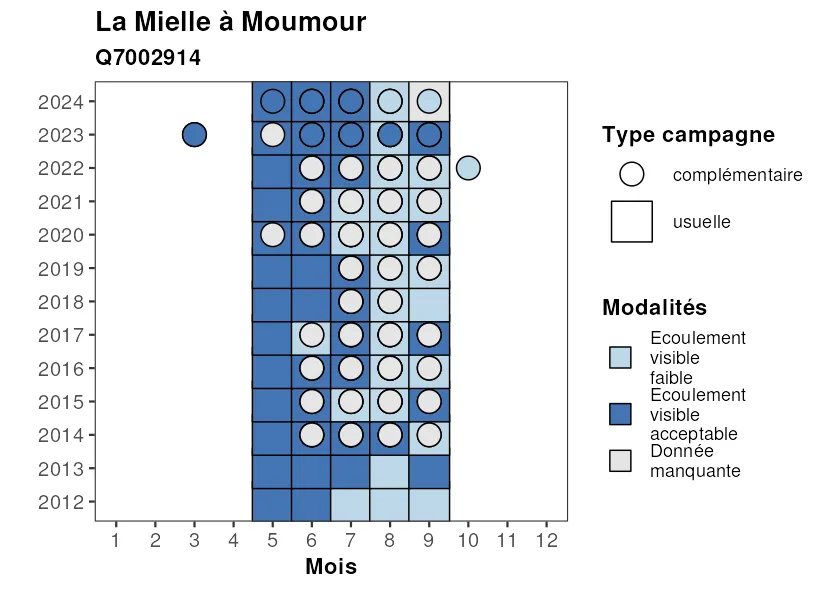 La Mielle à Moumour
Q7002914
2024
2023
2022
2021
2020
2019
2018
2017
2016
2015
2014
2013
2012
1 2 3 4 5 6 7 8 9 10 11 12
Mois
Type campagne
complémentaire
usuelle
Modalités
Ecoulement
visible
faible
Ecoulement
visible
acceptable
Donnée
manquante